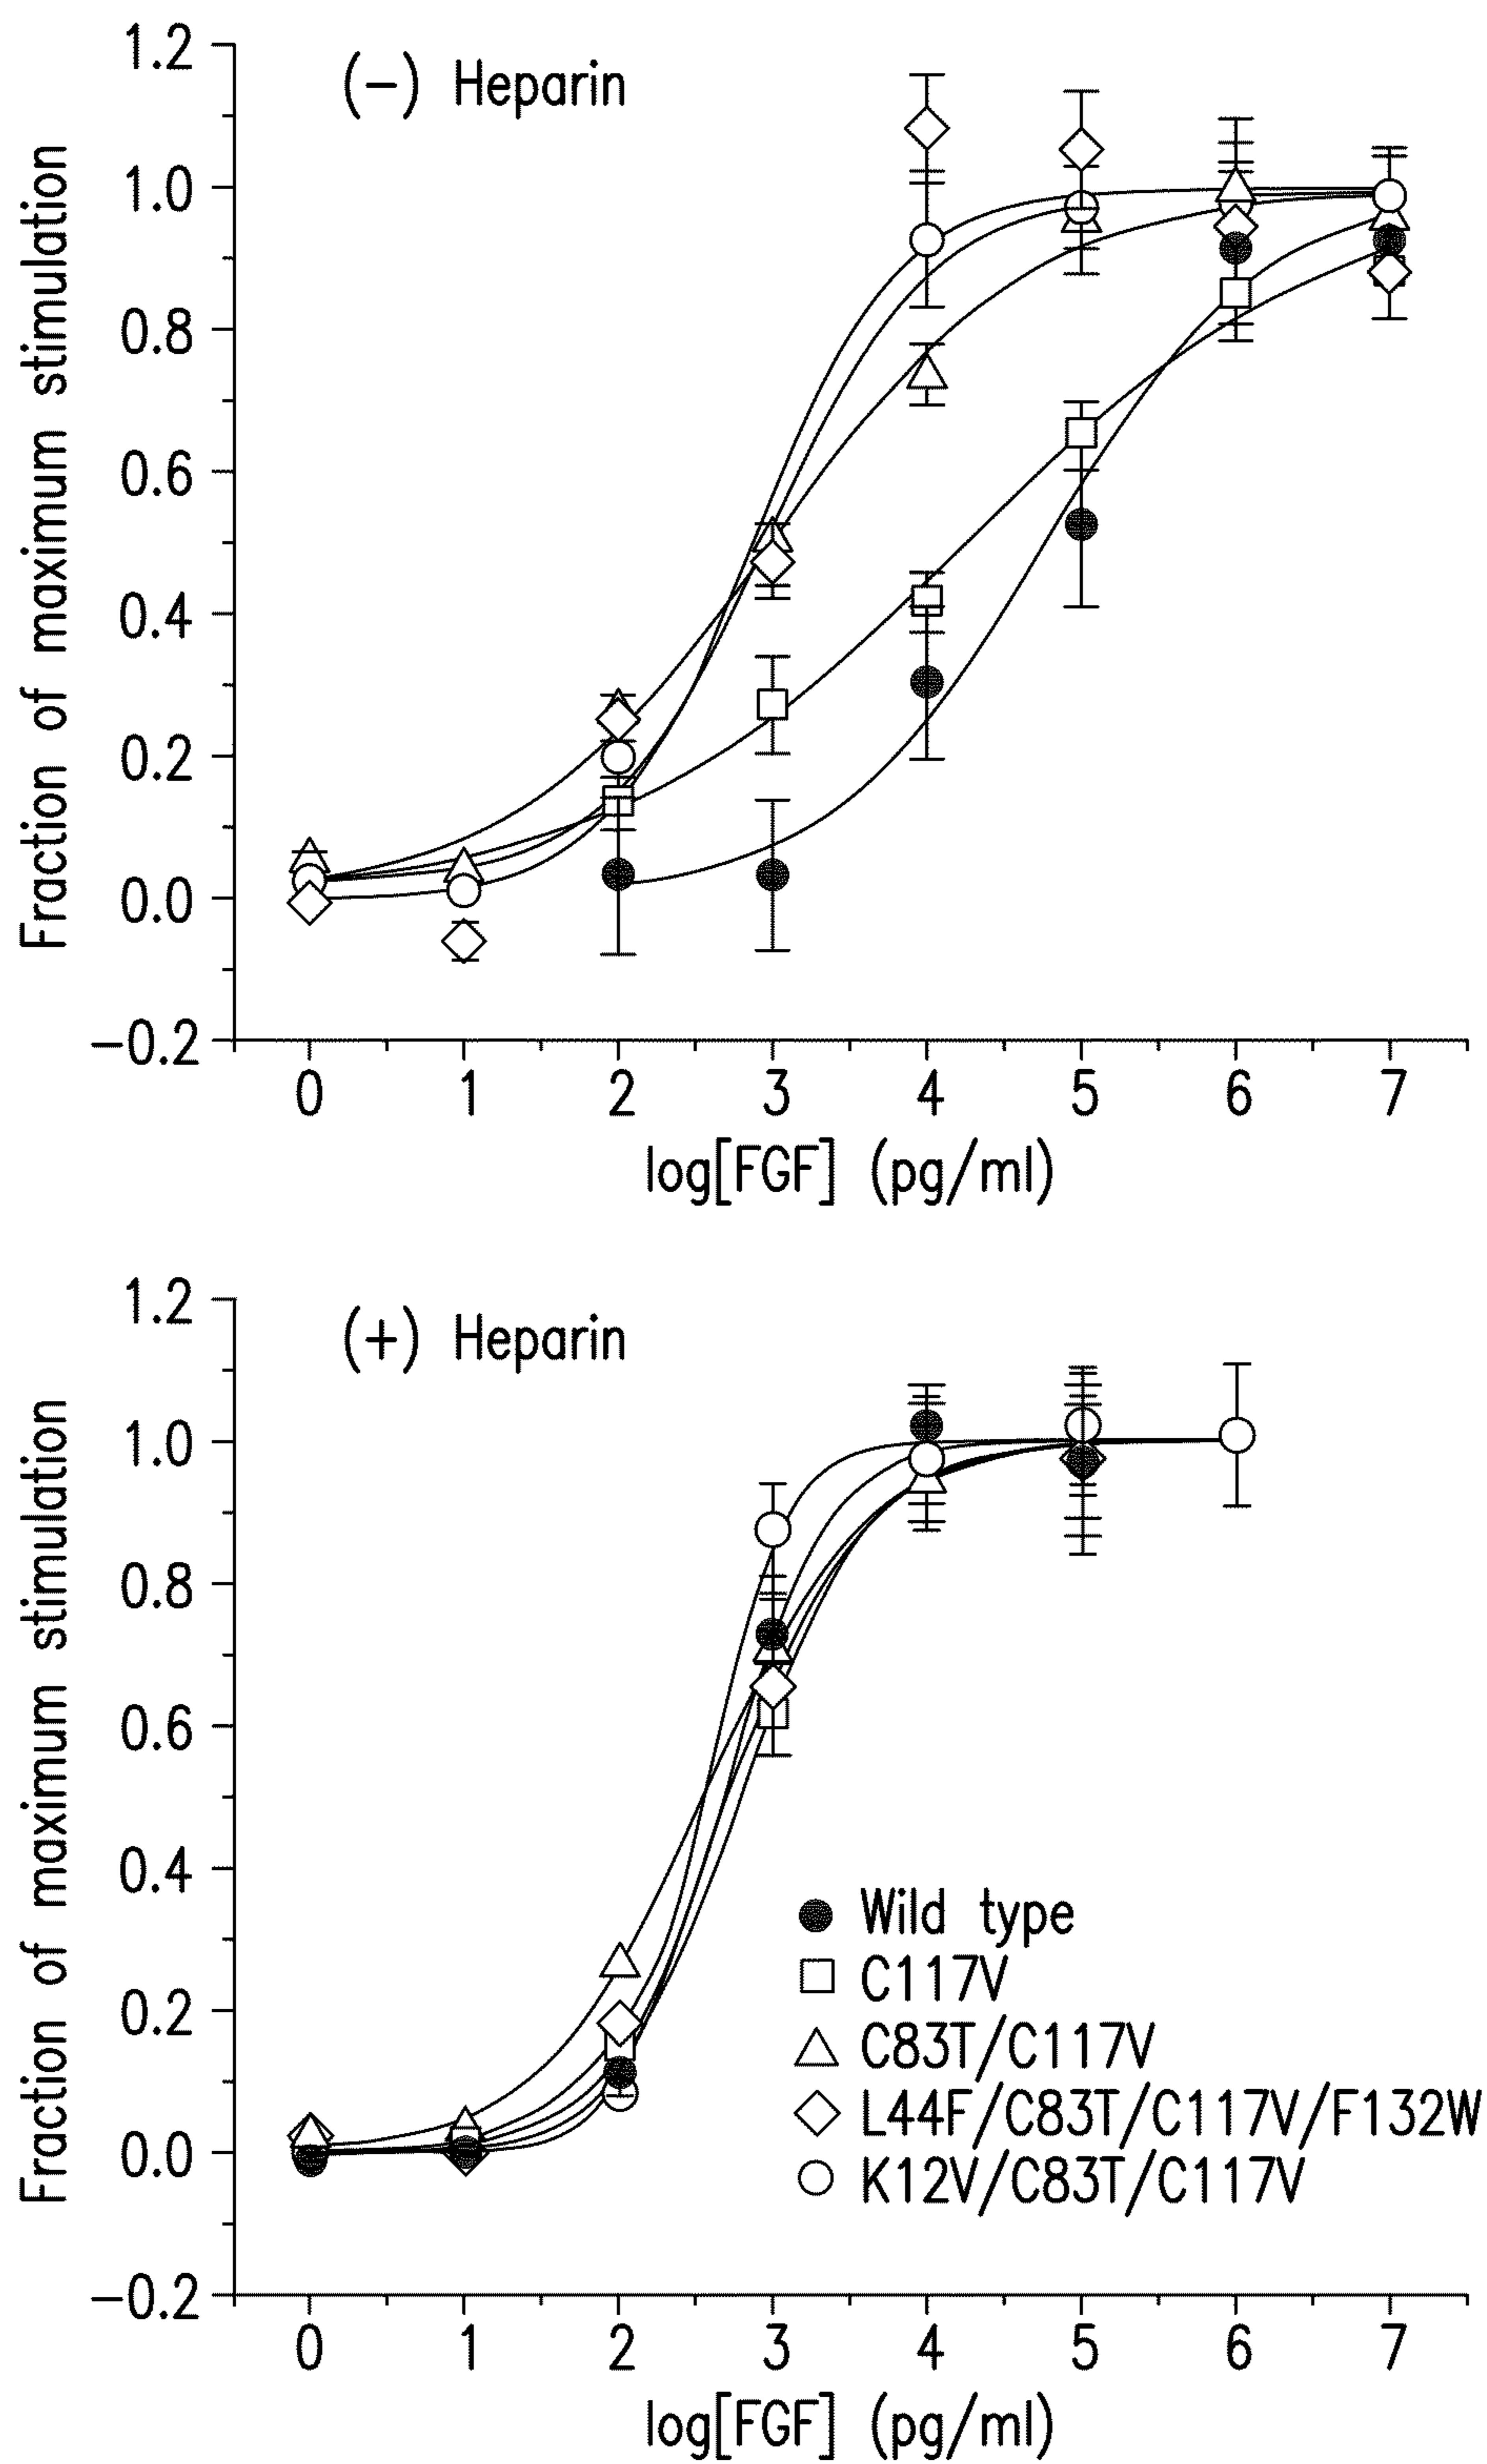 (−) Heparin
Fraction of maximum stimulation
1.2
1.0
0.8
0.6
0.4
0.2
0.0
−0.2
0 1 2 3 4 5 6 7
log[FGF] (pg/ml)
(+) Heparin
Fraction of maximum stimulation
1.2
1.0
0.8
0.6
0.4
0.2
0.0
−0.2
Wild type
C117V
C83T/C117V
L44F/C83T/C117V/F132W
K12V/C83T/C117V
0 1 2 3 4 5 6 7
log[FGF] (pg/ml)